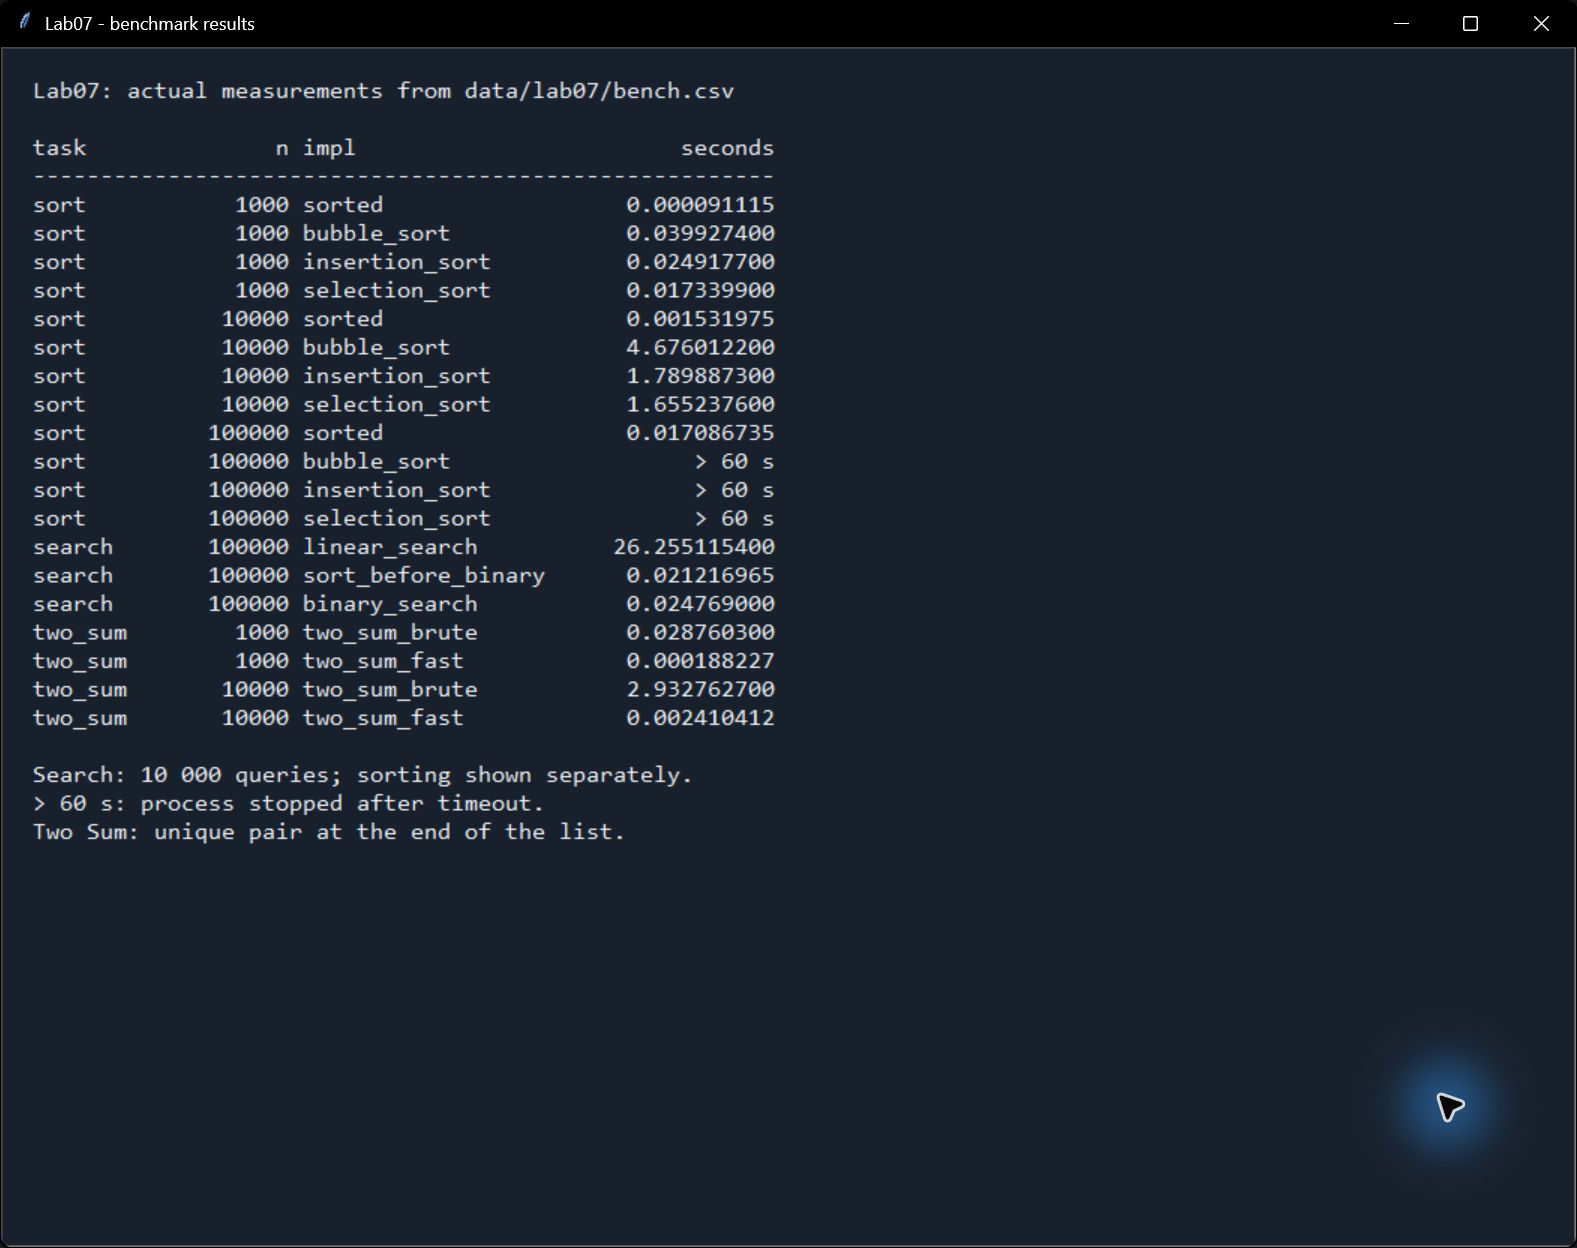 Lab07 - benchmark results
Lab07: actual measurements from data/lab07/bench.csv
task n impl seconds
-------------------------------------------------------
sort 1000 sorted 0.000091115
sort 1000 bubble_sort 0.039927400
sort 1000 insertion_sort 0.024917700
sort 1000 selection_sort 0.017339900
sort 10000 sorted 0.001531975
sort 10000 bubble_sort 4.676012200
sort 10000 insertion_sort 1.789887300
sort 10000 selection_sort 1.655237600
sort 100000 sorted 0.017086735
sort 100000 bubble_sort > 60 s
sort 100000 insertion_sort > 60 s
sort 100000 selection_sort > 60 s
search 100000 linear_search 26.255115400
search 100000 sort_before_binary 0.021216965
search 100000 binary_search 0.024769000
two_sum 1000 two_sum_brute 0.028760300
two_sum 1000 two_sum_fast 0.000188227
two_sum 10000 two_sum_brute 2.932762700
two_sum 10000 two_sum_fast 0.002410412
Search: 10 000 queries; sorting shown separately.
> 60 s: process stopped after timeout.
Two Sum: unique pair at the end of the list.